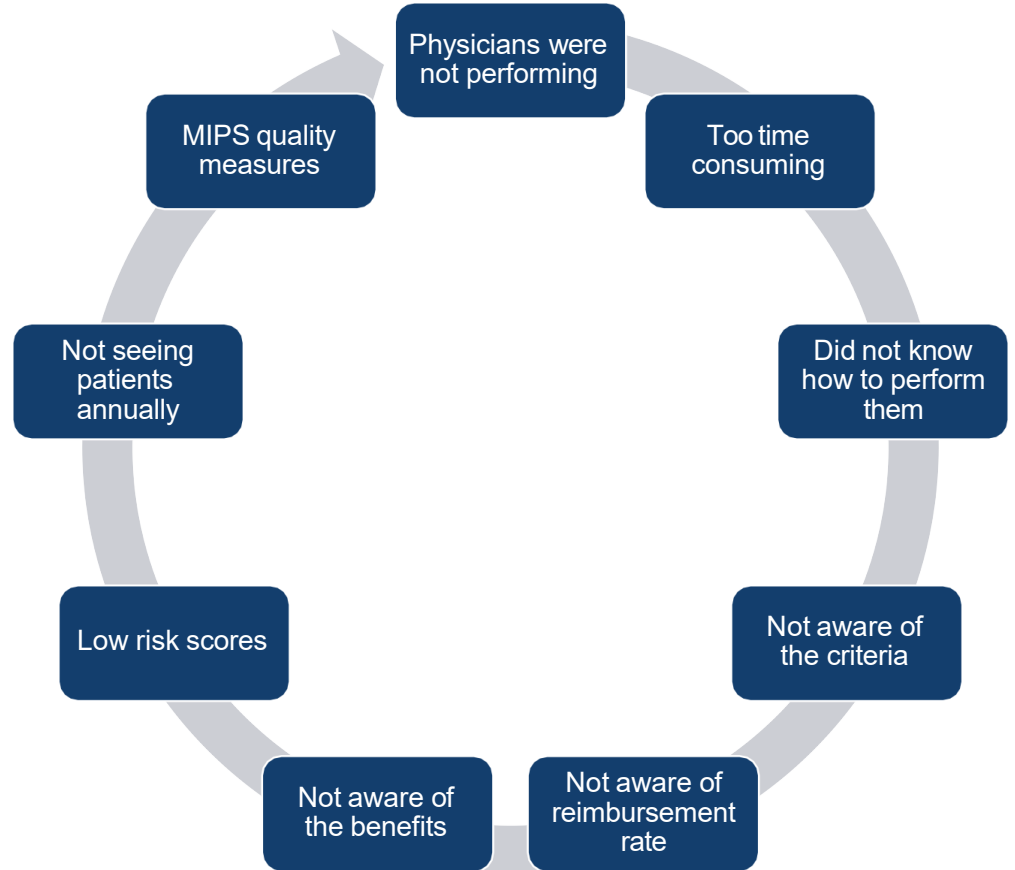 Physicians were
not performing
Too time
consuming
Did not know
how to perform
them
Not aware of
the criteria
Not aware of
reimbursement
rate
Not aware of
the benefits
Low risk scores
Not seeing
patients
annually
MIPS quality
measures